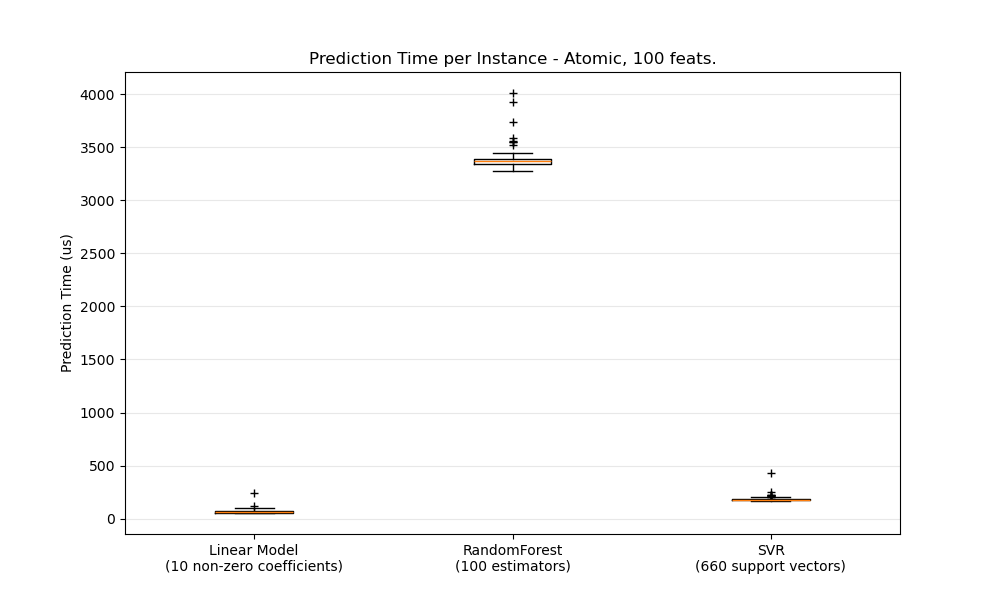 Prediction Time per Instance - Atomic, 100 feats.
Prediction Time (us)
4000
3500
3000
2500
2000
1500
1000
500
0
Linear Model
(10 non-zero coefficients)
RandomForest
(100 estimators)
SVR
(660 support vectors)